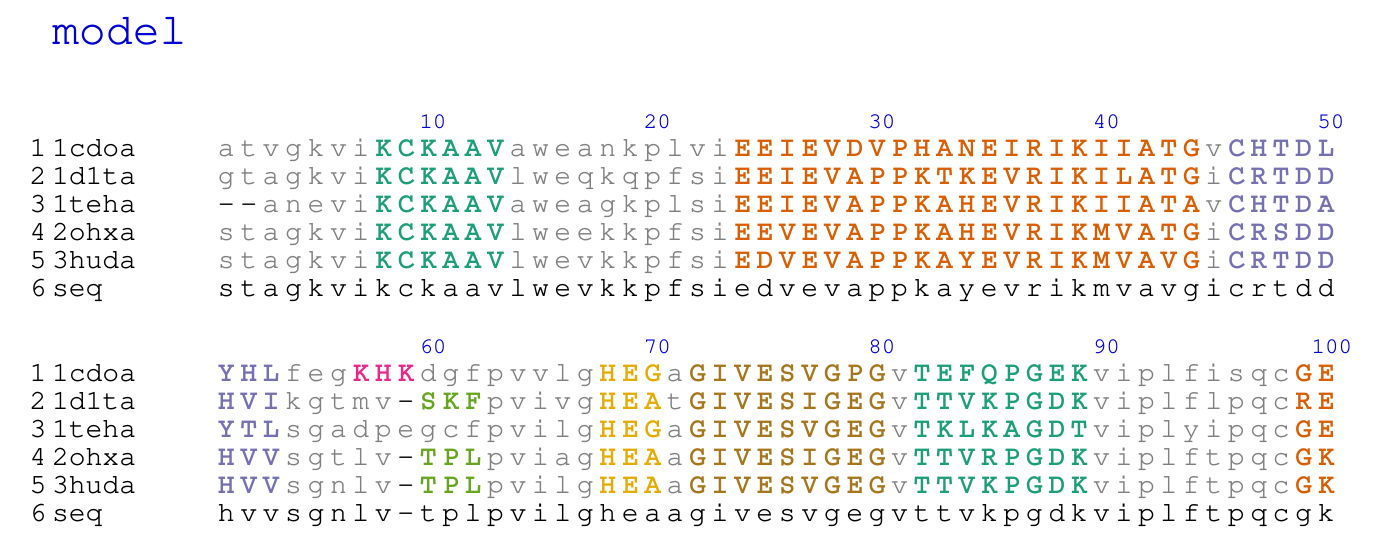 model
10 20 30 40 50
1 1cdoa atvgkviKCKAAVaweankplviEEIEVDVPHANEIRIKIIATGvCHTDL
2 1d1ta gtagkviKCKAAVlweqkqpfsiEEIEVAPPKTKEVRIKILATGiCRTDD
3 1teha --anevikCKAAVaweagkplsiEEIEVAPPKAHEVRIKIIATAvCHTDA
4 2ohxa stagkviKCKAAVlweekkpfsiEEVEVAPPKAHEVRIKMVATGiCRSDD
5 3huda stagkviKCKAAVlwevkkpfsiEDVEVAPPKAYEVRIKMVAVGiCRTDD
6 seq stagkvikckaavlwevkkpfsiedvevappkayevrikmvavgicrtdd
60 70 80 90 100
1 1cdoa YHLfegKHKdgfpvvlgHEGaGIVESVGPGvTEFQPGEKviplfisqcGE
2 1d1ta HVIkgtmv-SKFpvivgHEAtGIVESIGEGvTTVKPGDKviplflpqcRE
3 1teha YTLsgadpegcfpvilgHEGaGIVESVGEGvTKLKAGDTviplyipqcGE
4 2ohxa HVVsgtlv-TPLpviagHEAaGIVESIGEGvTTVRPGDKviplftpqcGK
5 3huda HVVsgnlv-TPLpvilgHEAaGIVESVGEGvTTVKPGDKviplftpqcGK
6 seq hvvsgnlv-tplpvilgheaagivesvgegvttvkpgdkviplftpqcgk